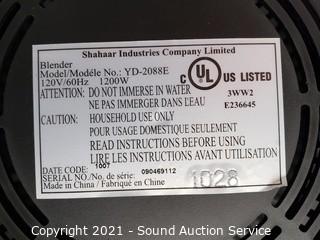 Shahaar Industries Company Limited
Blender
Model/Modéle No.: YD-2088E
120V/60Hz 1200W
C UL US LISTED
3WW2
E236645
ATTENTION: DO NOT IMMERSE IN WATER
NE PAS IMMERGER DANS L'EAU
CAUTION: HOUSEHOLD USE ONLY
POUR USAGE DOMESTIQUE SEULEMENT
READ INSTRUCTIONS BEFORE USING
LIRE LES INSTRUCTIONS AVANT UTILISATION
DATE CODE: 1007
SERIAL NO./No. de série: 090469112
Made in China / Fabriqué en Chine
1028
Copyright 2021 - Sound Auction Service